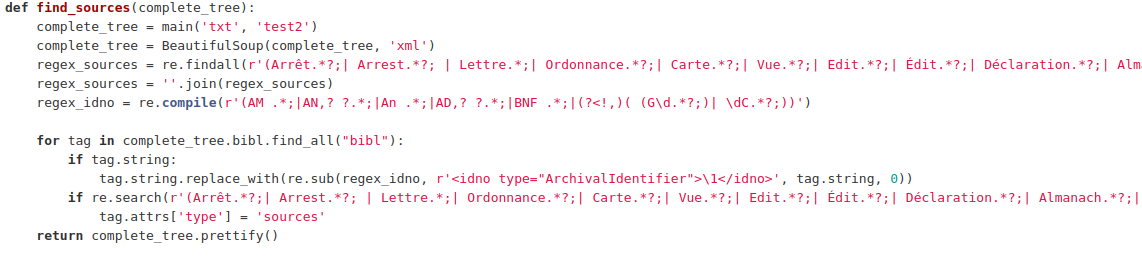 def find_sources(complete_tree):
    complete_tree = main('txt', 'test2')
    complete_tree = BeautifulSoup(complete_tree, 'xml')
    regex_sources = re.findall(r'(Arrêt.*?;| Arrest.*?; | Lettre.*;| Ordonnance.*?;| Carte.*?;| Vue.*?;| Edit.*?;| Édit.*?;| Déclaration.*?;| Alm
    regex_sources = ''.join(regex_sources)
    regex_idno = re.compile(r'(AM .*;|AN,? ?.*;|An .*;|AD,? ?.*;|BNF .*;|(?<!,)( (G\d.*?;)| \dC.*?;))')

    for tag in complete_tree.bibl.find_all("bibl"):
        if tag.string:
            tag.string.replace_with(re.sub(regex_idno, r'<idno type="ArchivalIdentifier">\1</idno>', tag.string, 0))
        if re.search(r'(Arrêt.*?;| Arrest.*?; | Lettre.*;| Ordonnance.*?;| Carte.*?;| Vue.*?;| Edit.*?;| Édit.*?;| Déclaration.*?;| Almanach.*?;|
            tag.attrs['type'] = 'sources'
    return complete_tree.prettify()